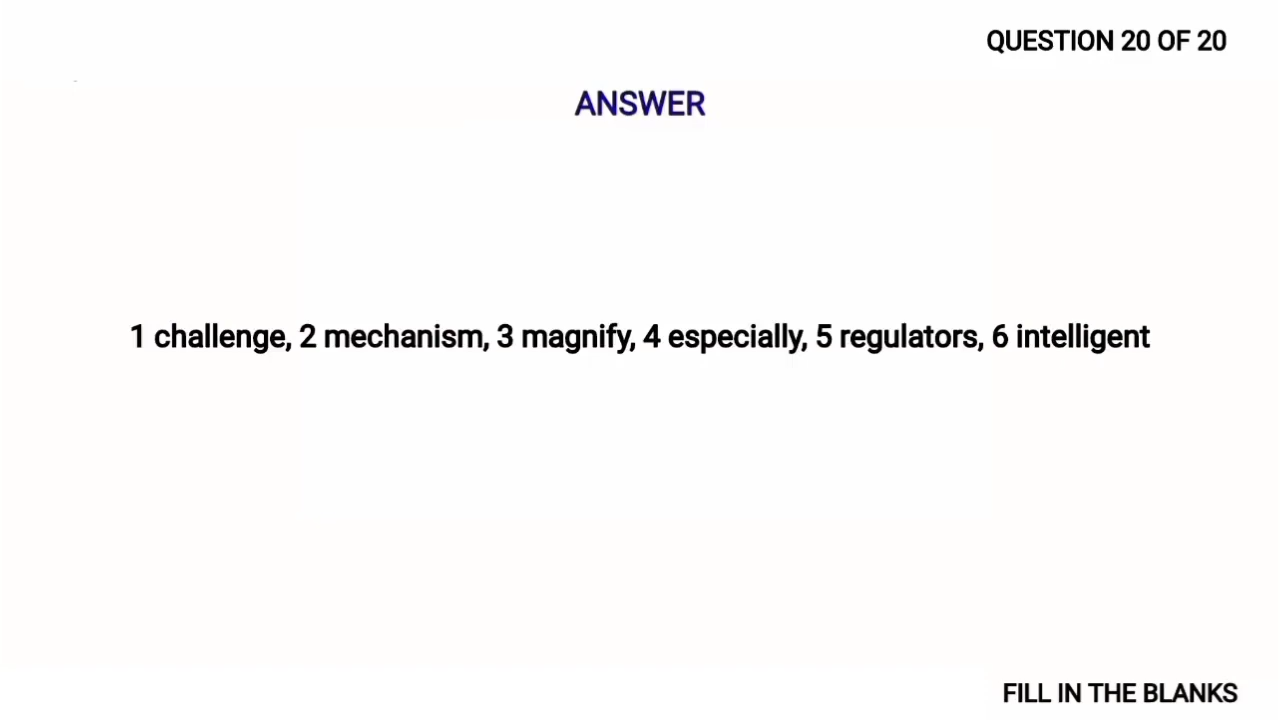 QUESTION 20 OF 20
ANSWER
1 challenge, 2 mechanism, 3 magnify, 4 especially, 5 regulators, 6 intelligent
FILL IN THE BLANKS